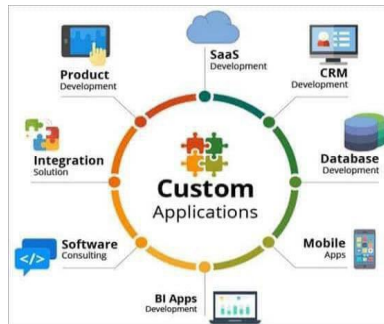 SaaS
Development
Product
Development
CRM
Development
Integration
Solution
Custom
Applications
Database
Development
Software
Consulting
</>
Mobile
Apps
BI Apps
Development